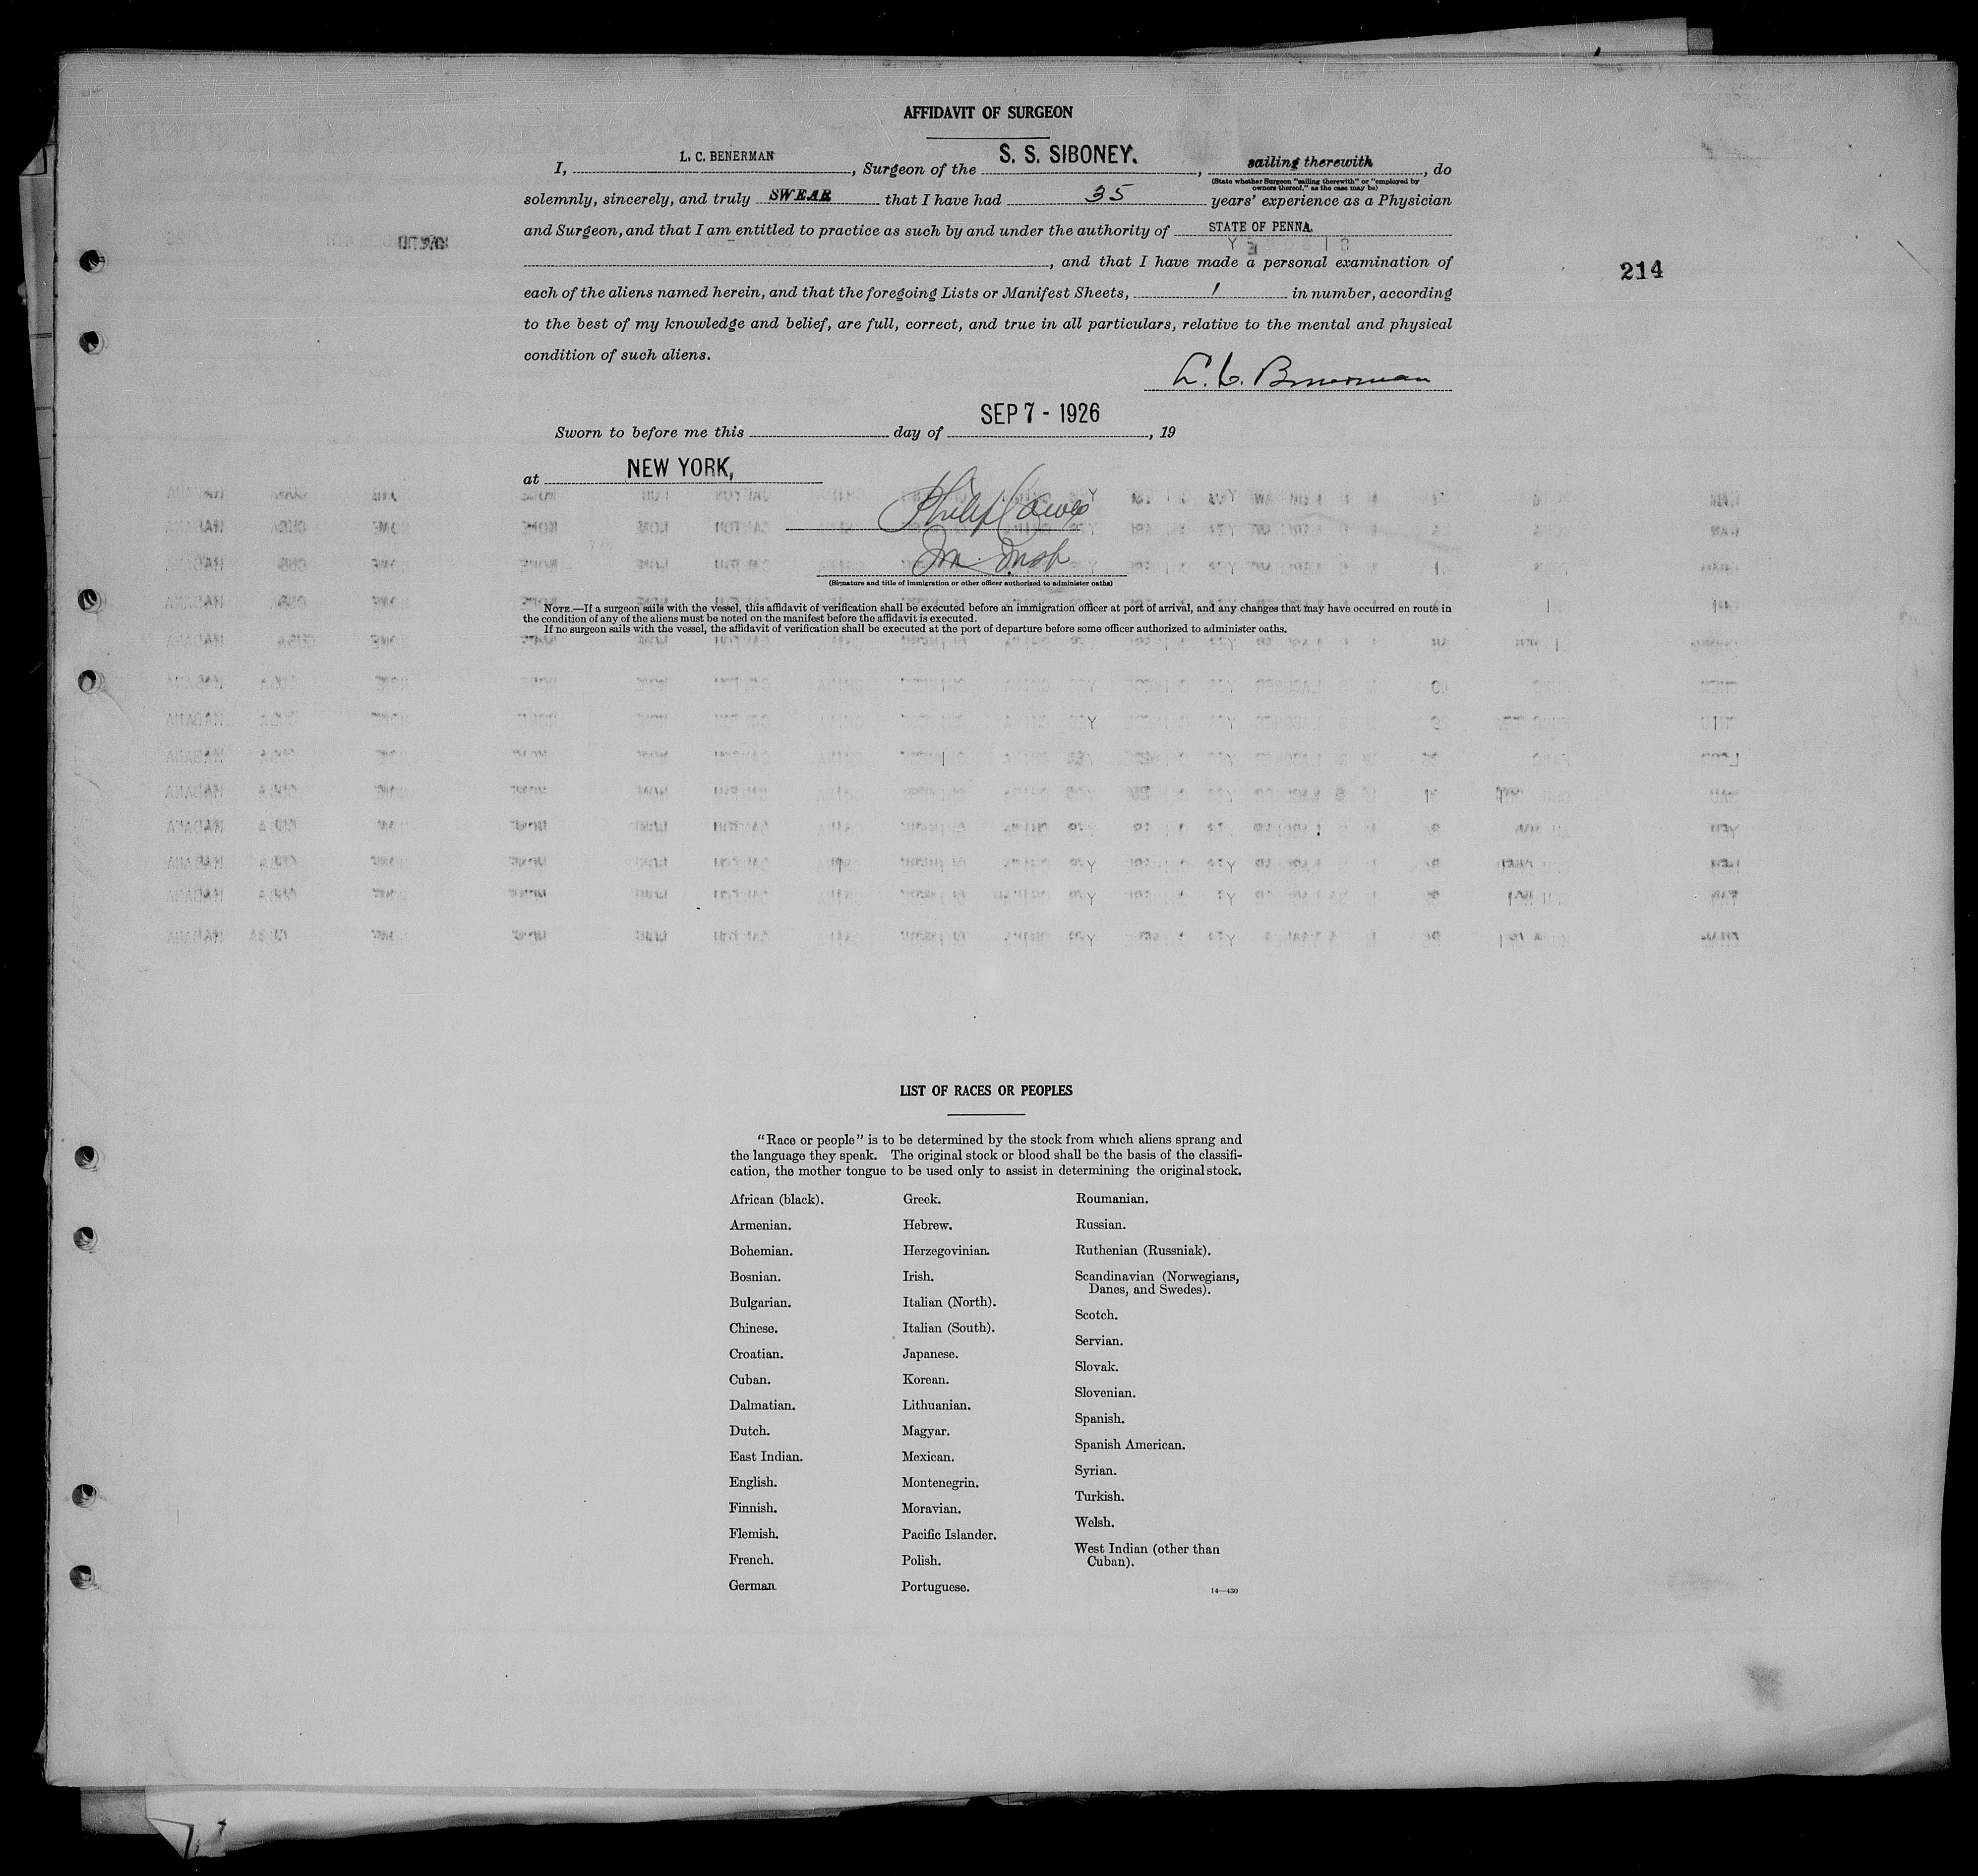 AFFIDAVIT OF SURGEON
I, L. C. BENERMAN, Surgeon of the S. S. SIBONEY., sailing therewith, do
(State whether Surgeon "sailing therewith" or "employed by
owners thereof," as the case may be)
solemnly, sincerely, and truly SWEAR that I have had 35 years' experience as a Physician
and Surgeon, and that I am entitled to practice as such by and under the authority of STATE OF PENNA.
, and that I have made a personal examination of
214
each of the aliens named herein, and that the foregoing Lists or Manifest Sheets, 1 in number, according
to the best of my knowledge and belief, are full, correct, and true in all particulars, relative to the mental and physical
condition of such aliens.
L. C. Benerman
SEP 7 - 1926
Sworn to before me this day of , 19
at NEW YORK,
(Signature and title of immigration or other officer authorized to administer oaths)
NOTE.—If a surgeon sails with the vessel, this affidavit of verification shall be executed before an immigration officer at port of arrival, and any changes that may have occurred en route in
the condition of any of the aliens must be noted on the manifest before the affidavit is executed.
If no surgeon sails with the vessel, the affidavit of verification shall be executed at the port of departure before some officer authorized to administer oaths.
LIST OF RACES OR PEOPLES
"Race or people" is to be determined by the stock from which aliens sprang and
the language they speak. The original stock or blood shall be the basis of the classifi-
cation, the mother tongue to be used only to assist in determining the original stock.
African (black).
Armenian.
Bohemian.
Bosnian.
Bulgarian.
Chinese.
Croatian.
Cuban.
Dalmatian.
Dutch.
East Indian.
English.
Finnish.
Flemish.
French.
German
Greek.
Hebrew.
Herzegovinian.
Irish.
Italian (North).
Italian (South).
Japanese.
Korean.
Lithuanian.
Magyar.
Mexican.
Montenegrin.
Moravian.
Pacific Islander.
Polish.
Portuguese.
Roumanian.
Russian.
Ruthenian (Russniak).
Scandinavian (Norwegians,
Danes, and Swedes).
Scotch.
Servian.
Slovak.
Slovenian.
Spanish.
Spanish American.
Syrian.
Turkish.
Welsh.
West Indian (other than
Cuban).
14—430